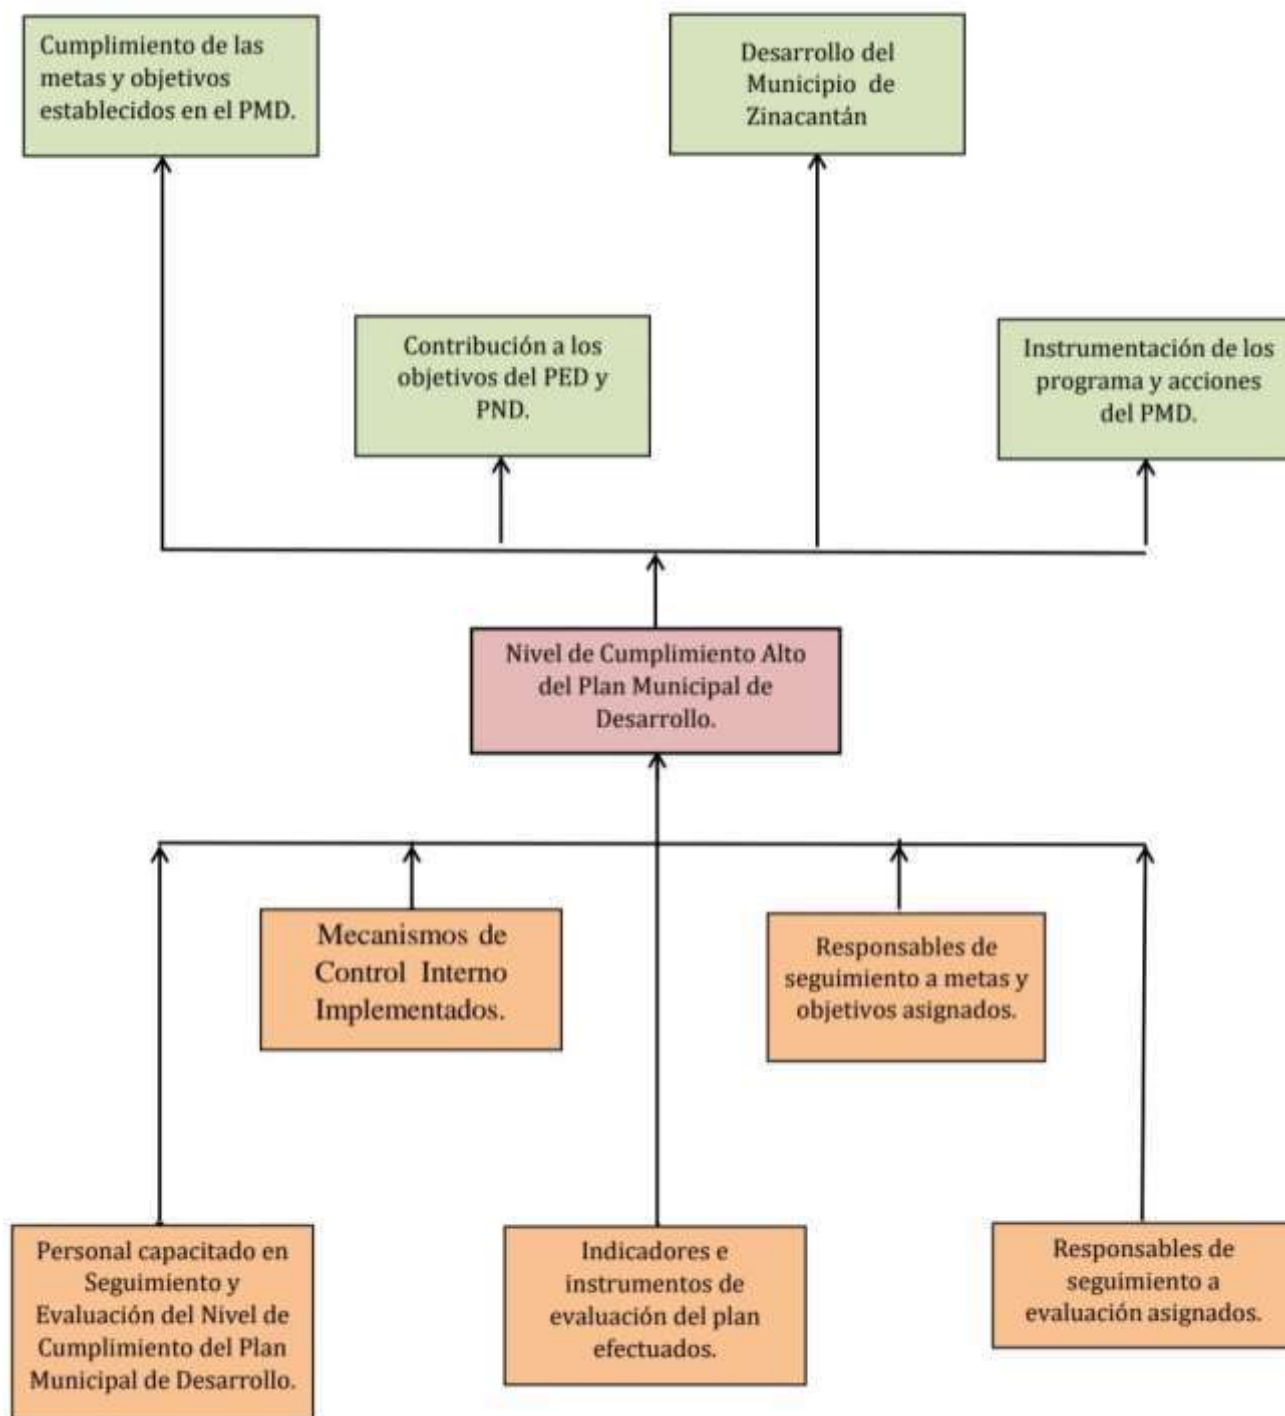 Cumplimiento de las
metas y objetivos
establecidos en el PMD.
Desarrollo del
Municipio de
Zinacantán
Contribución a los
objetivos del PED y
PND.
Instrumentación de los
programa y acciones
del PMD.
Nivel de Cumplimiento Alto
del Plan Municipal de
Desarrollo.
Mecanismos de
Control Interno
Implementados.
Responsables de
seguimiento a metas y
objetivos asignados.
Personal capacitado en
Seguimiento y
Evaluación del Nivel de
Cumplimiento del Plan
Municipal de Desarrollo.
Indicadores e
instrumentos de
evaluación del plan
efectuados.
Responsables de
seguimiento a
evaluación asignados.